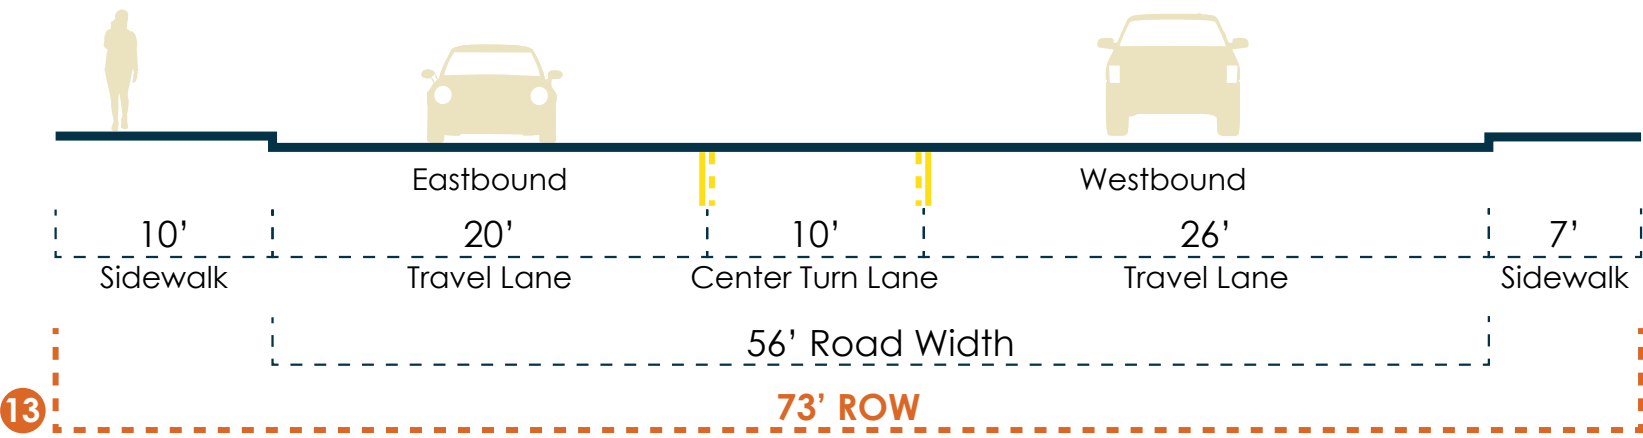 Eastbound Westbound
10’ 20’ 10’ 26’ 7’
Sidewalk Travel Lane Center Turn Lane Travel Lane Sidewalk
56’ Road Width
13 73’ ROW